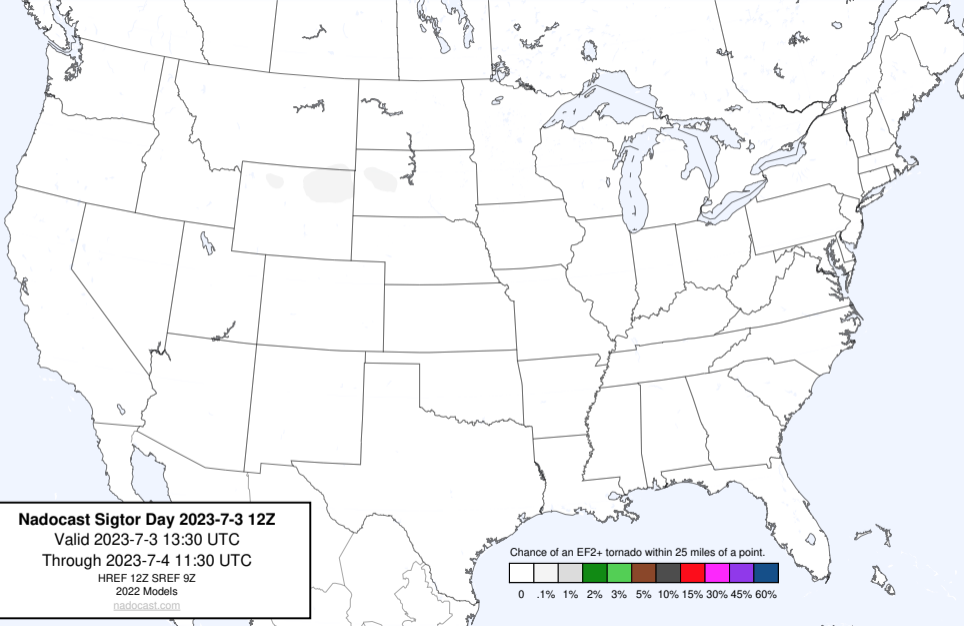 Nadocast Sigtor Day 2023-7-3 12Z
Valid 2023-7-3 13:30 UTC
Through 2023-7-4 11:30 UTC
HREF 12Z SREF 9Z
2022 Models
nadocast.com
Chance of an EF2+ tornado within 25 miles of a point.
0 .1% 1% 2% 3% 5% 10% 15% 30% 45% 60%